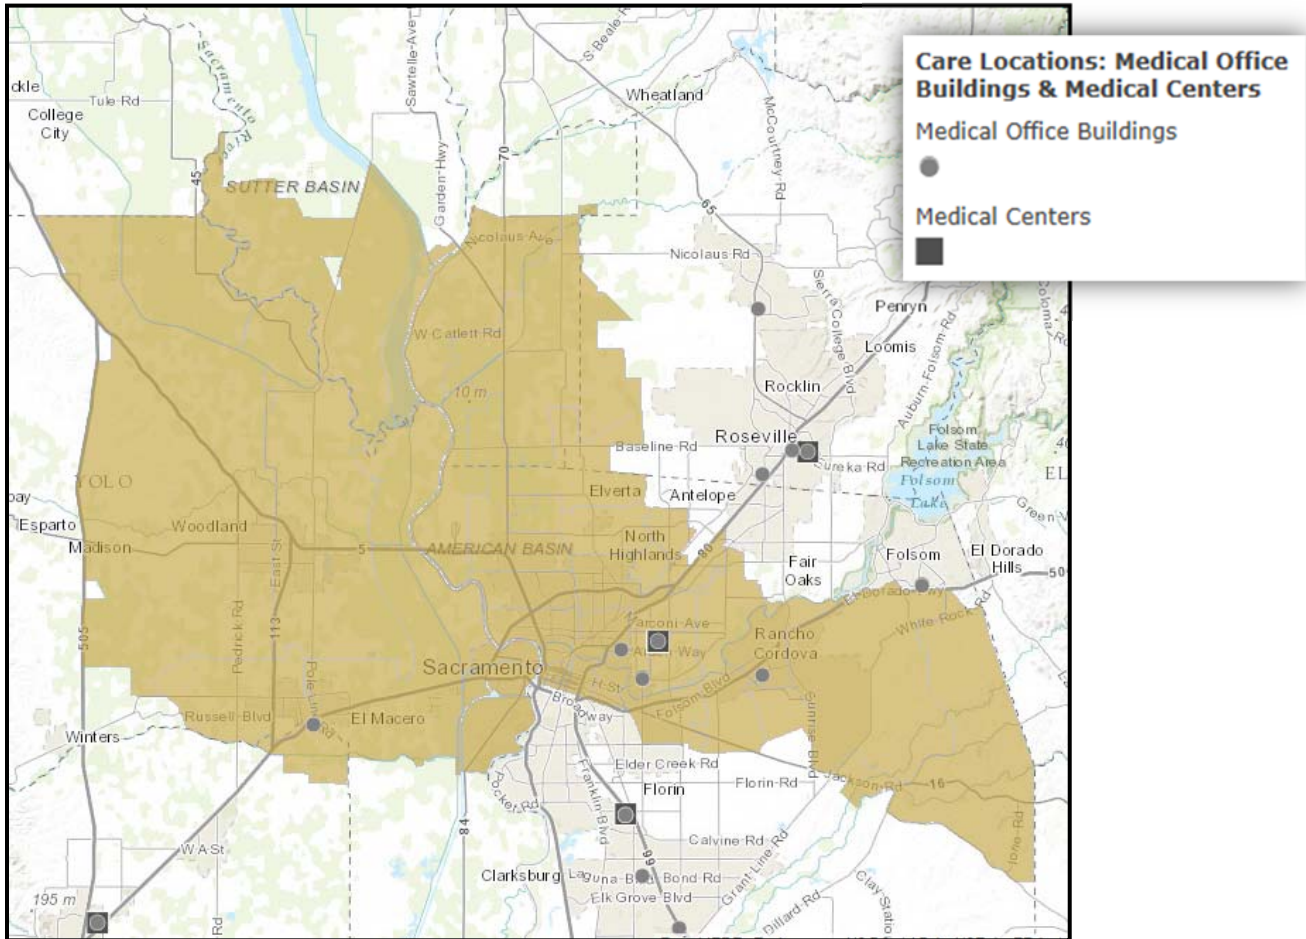 Care Locations: Medical Office
Buildings & Medical Centers
Medical Office Buildings
Medical Centers
ckle
College
City
Tule Rd
Sacramento
Sawtelle Ave
S Beale R
Wheatland
McCourtney Rd
45
SUTTER BASIN
Garden Hwy
70
65
Nicolaus Ave
Nicolaus Rd
Sierra College Blvd
Penryn
Coloma
W Catlett Rd
Loomis
Auburn-Folsom Rd
10 m
Rocklin
Roseville
Baseline Rd
Eureka Rd
Folsom
Lake State
Recreation Area
Folsom
Lake
EL
YOLO
Elverta
Antelope
Green V
Esparto
Woodland
Madison
5
AMERICAN BASIN
North
Highlands
80
Fair
Oaks
Folsom
El Dorado
Hills
50
East St
113
Pedrick Rd
505
Marconi Ave
Arden Way
Rancho
Cordova
White Rock Rd
Sacramento
H St
Folsom Blvd
Broadway
Sunrise Blvd
Russell Blvd
Pole Line Rd
El Macero
Winters
Elder Creek Rd
Florin
Florin Rd
Jackson Rd
16
Pocket Rd
Franklin Blvd
84
99
Ione Rd
W A St
Calvine Rd
Grant Line Rd
Clarksburg
Laguna Blvd
Bond Rd
Elk Grove Blvd
Dillard Rd
195 m
Rd